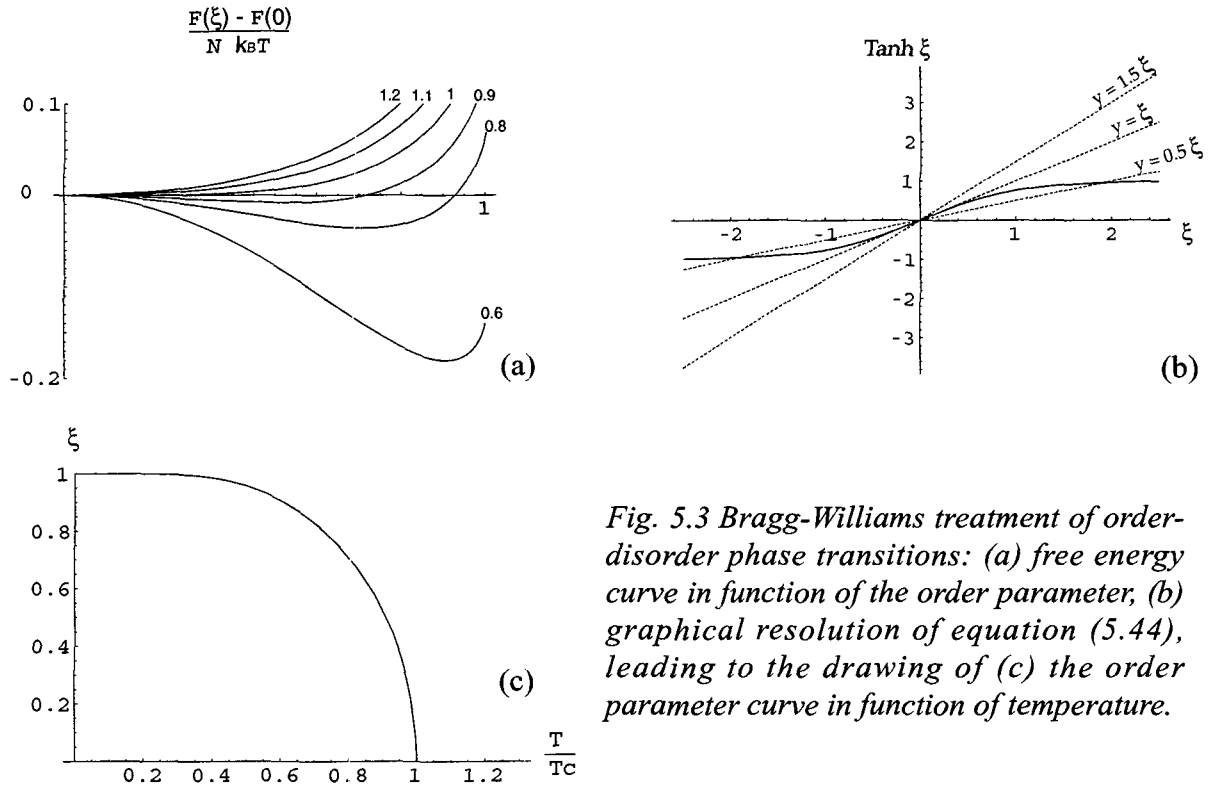 F(ξ) - F(0)
N kBT
0.1
0
-0.2
1.2
1.1
1
0.9
0.8
1
0.6
(a)
Tanh ξ
3
2
1
-1
-2
-3
-2
-1
1
2
ξ
y = 1.5 ξ
y = ξ
y = 0.5 ξ
(b)
ξ
1
0.8
0.6
0.4
0.2
0.2
0.4
0.6
0.8
1
1.2
T
Tc
(c)
Fig. 5.3 Bragg-Williams treatment of order-
disorder phase transitions: (a) free energy
curve in function of the order parameter, (b)
graphical resolution of equation (5.44),
leading to the drawing of (c) the order
parameter curve in function of temperature.